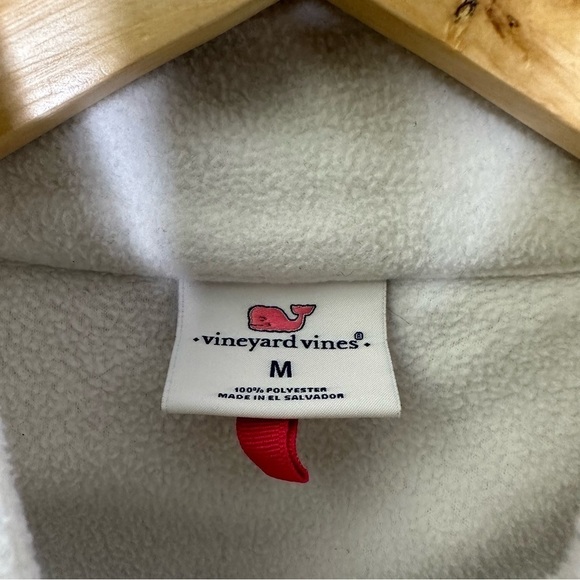 ·vineyard vines®·
M
100% POLYESTER
MADE IN EL SALVADOR